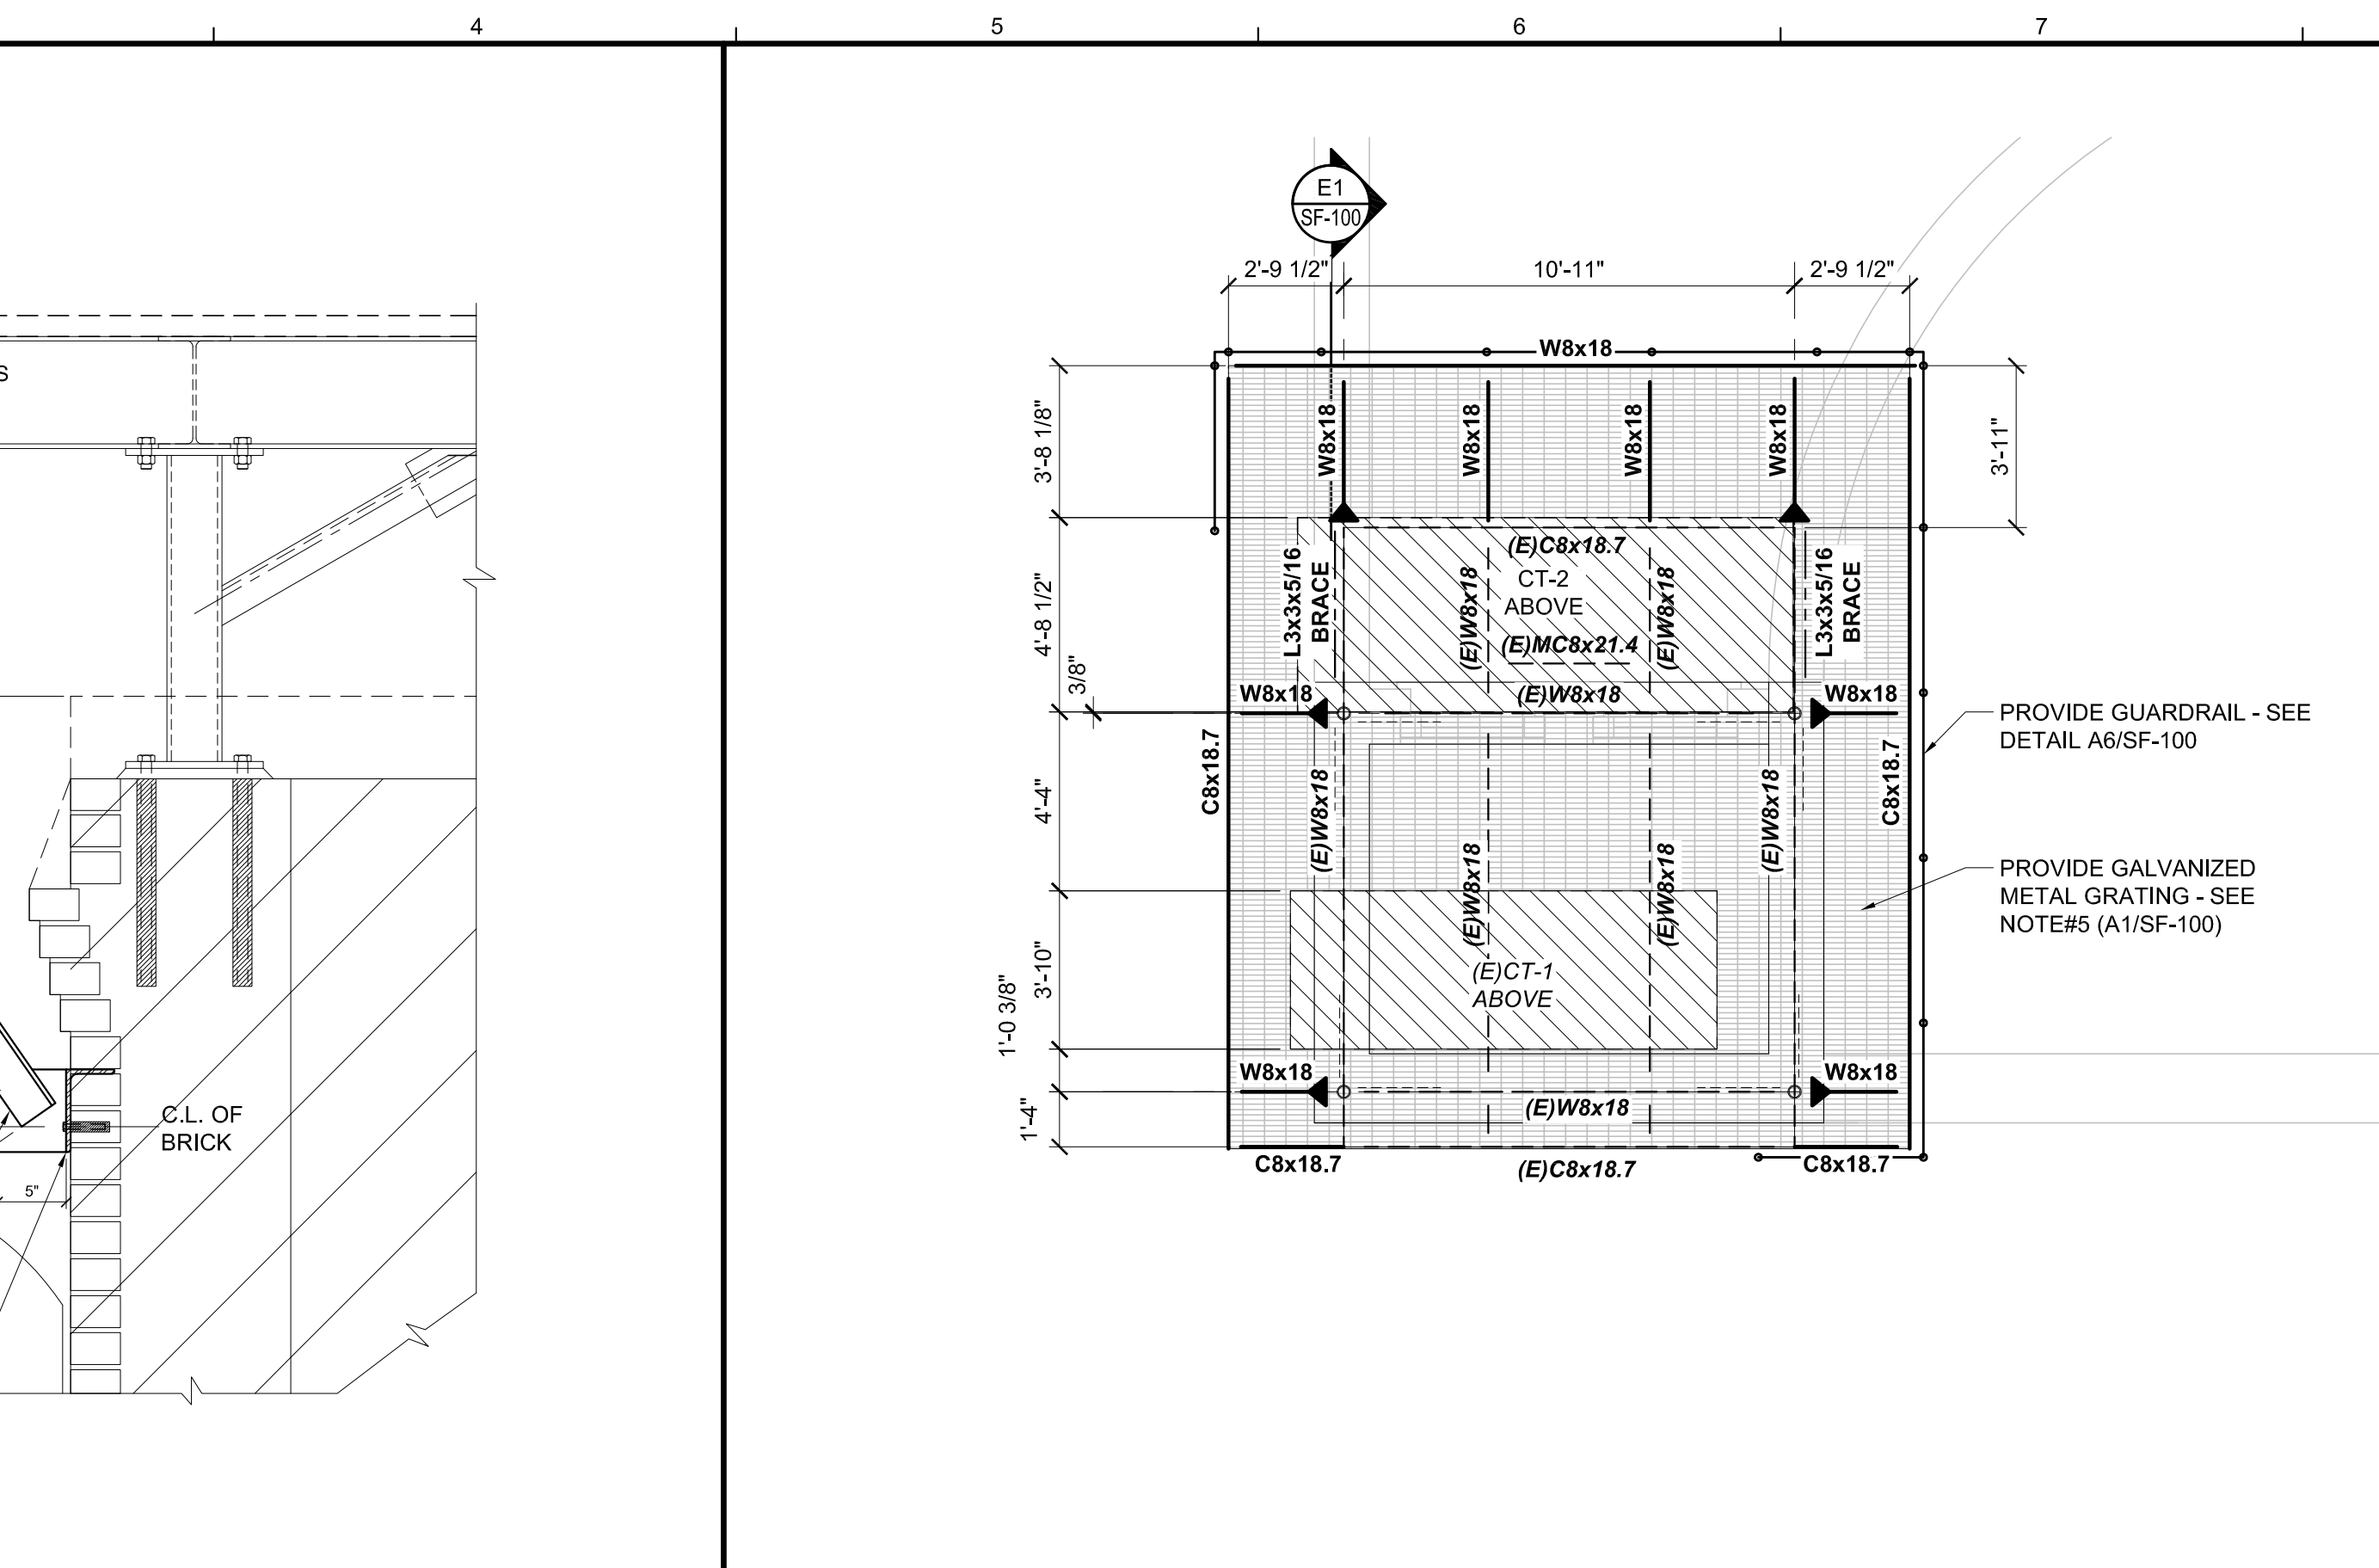 4
5
6
7
S
C.L. OF
BRICK
5"
E1
SF-100
2'-9 1/2"
10'-11"
2'-9 1/2"
W8x18
3'-8 1/8"
W8x18
W8x18
W8x18
W8x18
3'-11"
(E)C8x18.7
CT-2
ABOVE
4'-8 1/2"
L3x3x5/16
BRACE
(E)W8x18
(E)W8x18
L3x3x5/16
BRACE
(E)MC8x21.4
3/8"
W8x18
(E)W8x18
W8x18
PROVIDE GUARDRAIL - SEE
DETAIL A6/SF-100
C8x18.7
C8x18.7
4'-4"
(E)W8x18
(E)W8x18
(E)W8x18
(E)W8x18
PROVIDE GALVANIZED
METAL GRATING - SEE
NOTE#5 (A1/SF-100)
3'-10"
(E)CT-1
ABOVE
1'-0 3/8"
W8x18
W8x18
(E)W8x18
1'-4"
C8x18.7
(E)C8x18.7
C8x18.7